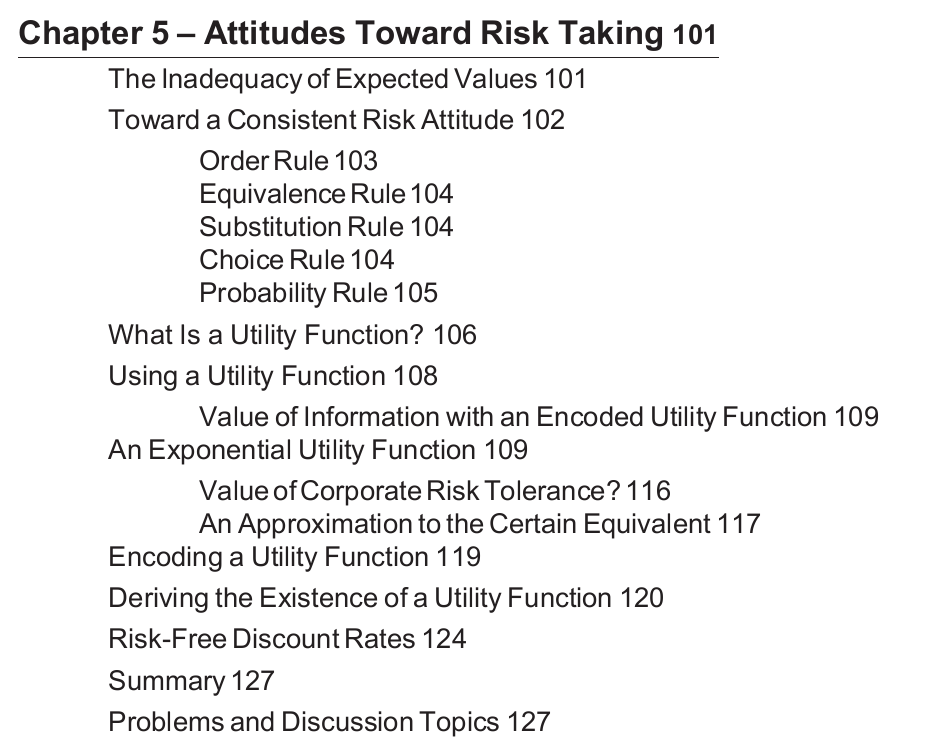 Chapter 5 – Attitudes Toward Risk Taking 101
The Inadequacy of Expected Values 101
Toward a Consistent Risk Attitude 102
Order Rule 103
Equivalence Rule 104
Substitution Rule 104
Choice Rule 104
Probability Rule 105
What Is a Utility Function? 106
Using a Utility Function 108
Value of Information with an Encoded Utility Function 109
An Exponential Utility Function 109
Value of Corporate Risk Tolerance? 116
An Approximation to the Certain Equivalent 117
Encoding a Utility Function 119
Deriving the Existence of a Utility Function 120
Risk-Free Discount Rates 124
Summary 127
Problems and Discussion Topics 127